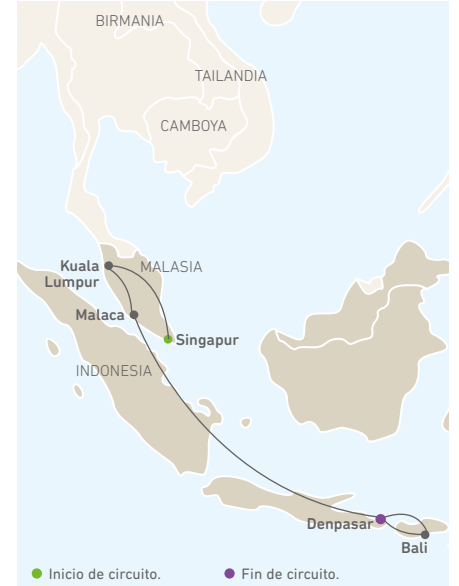 BIRMANIA
TAILANDIA
CAMBOYA
Kuala
Lumpur
MALASIA
Malaca
Singapur
INDONESIA
Denpasar
Bali
Inicio de circuito.
Fin de circuito.